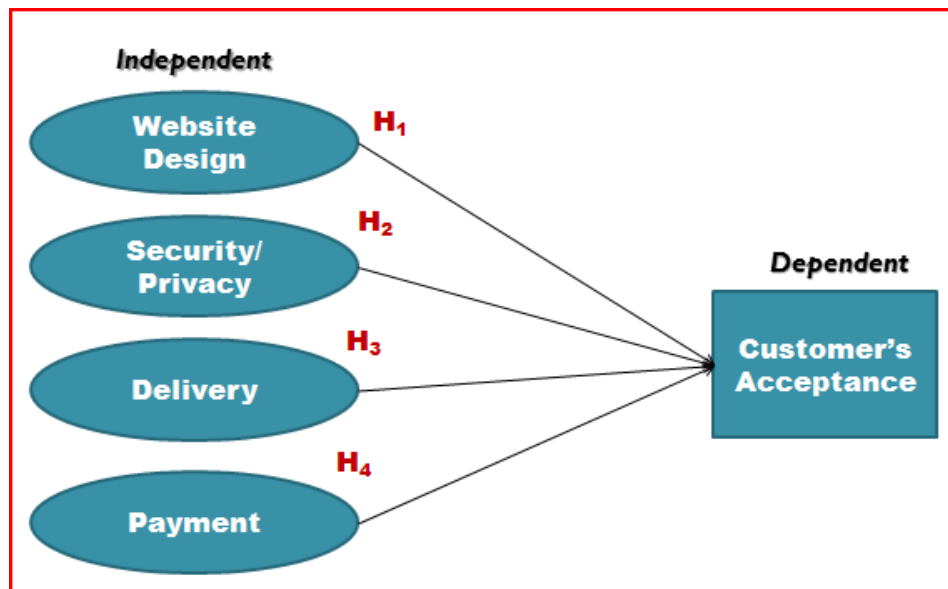 Independent
Website
Design
H₁
Security/
Privacy
H₂
Delivery
H₃
Payment
H₄
Dependent
Customer’s
Acceptance